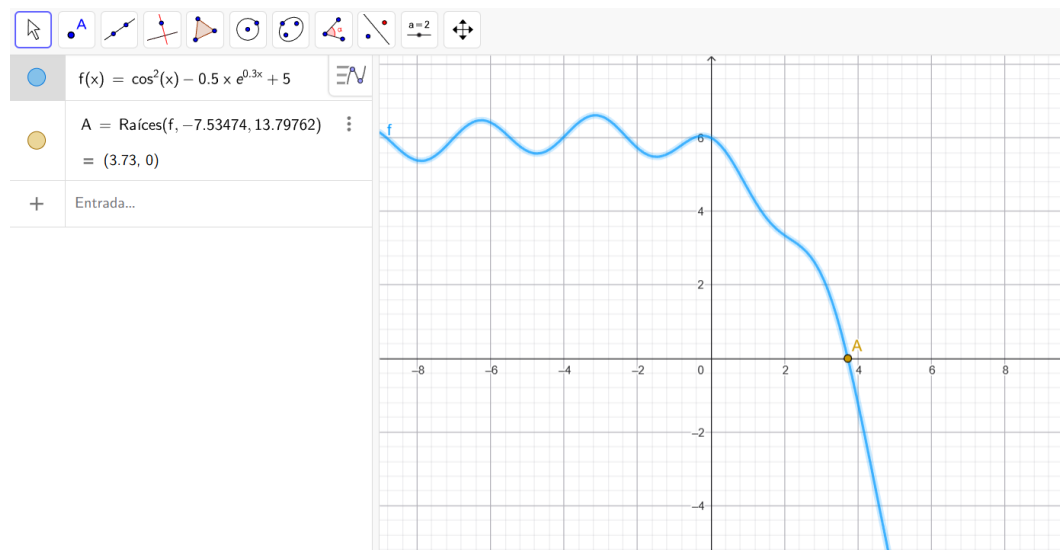 A
α
a = 2
f(x) = cos²(x) − 0.5 x e^0.3x + 5
A = Raíces(f, −7.53474, 13.79762)
= (3.73, 0)
+ Entrada...
f
6
4
2
A
−8 −6 −4 −2 0 2 4 6 8
−2
−4